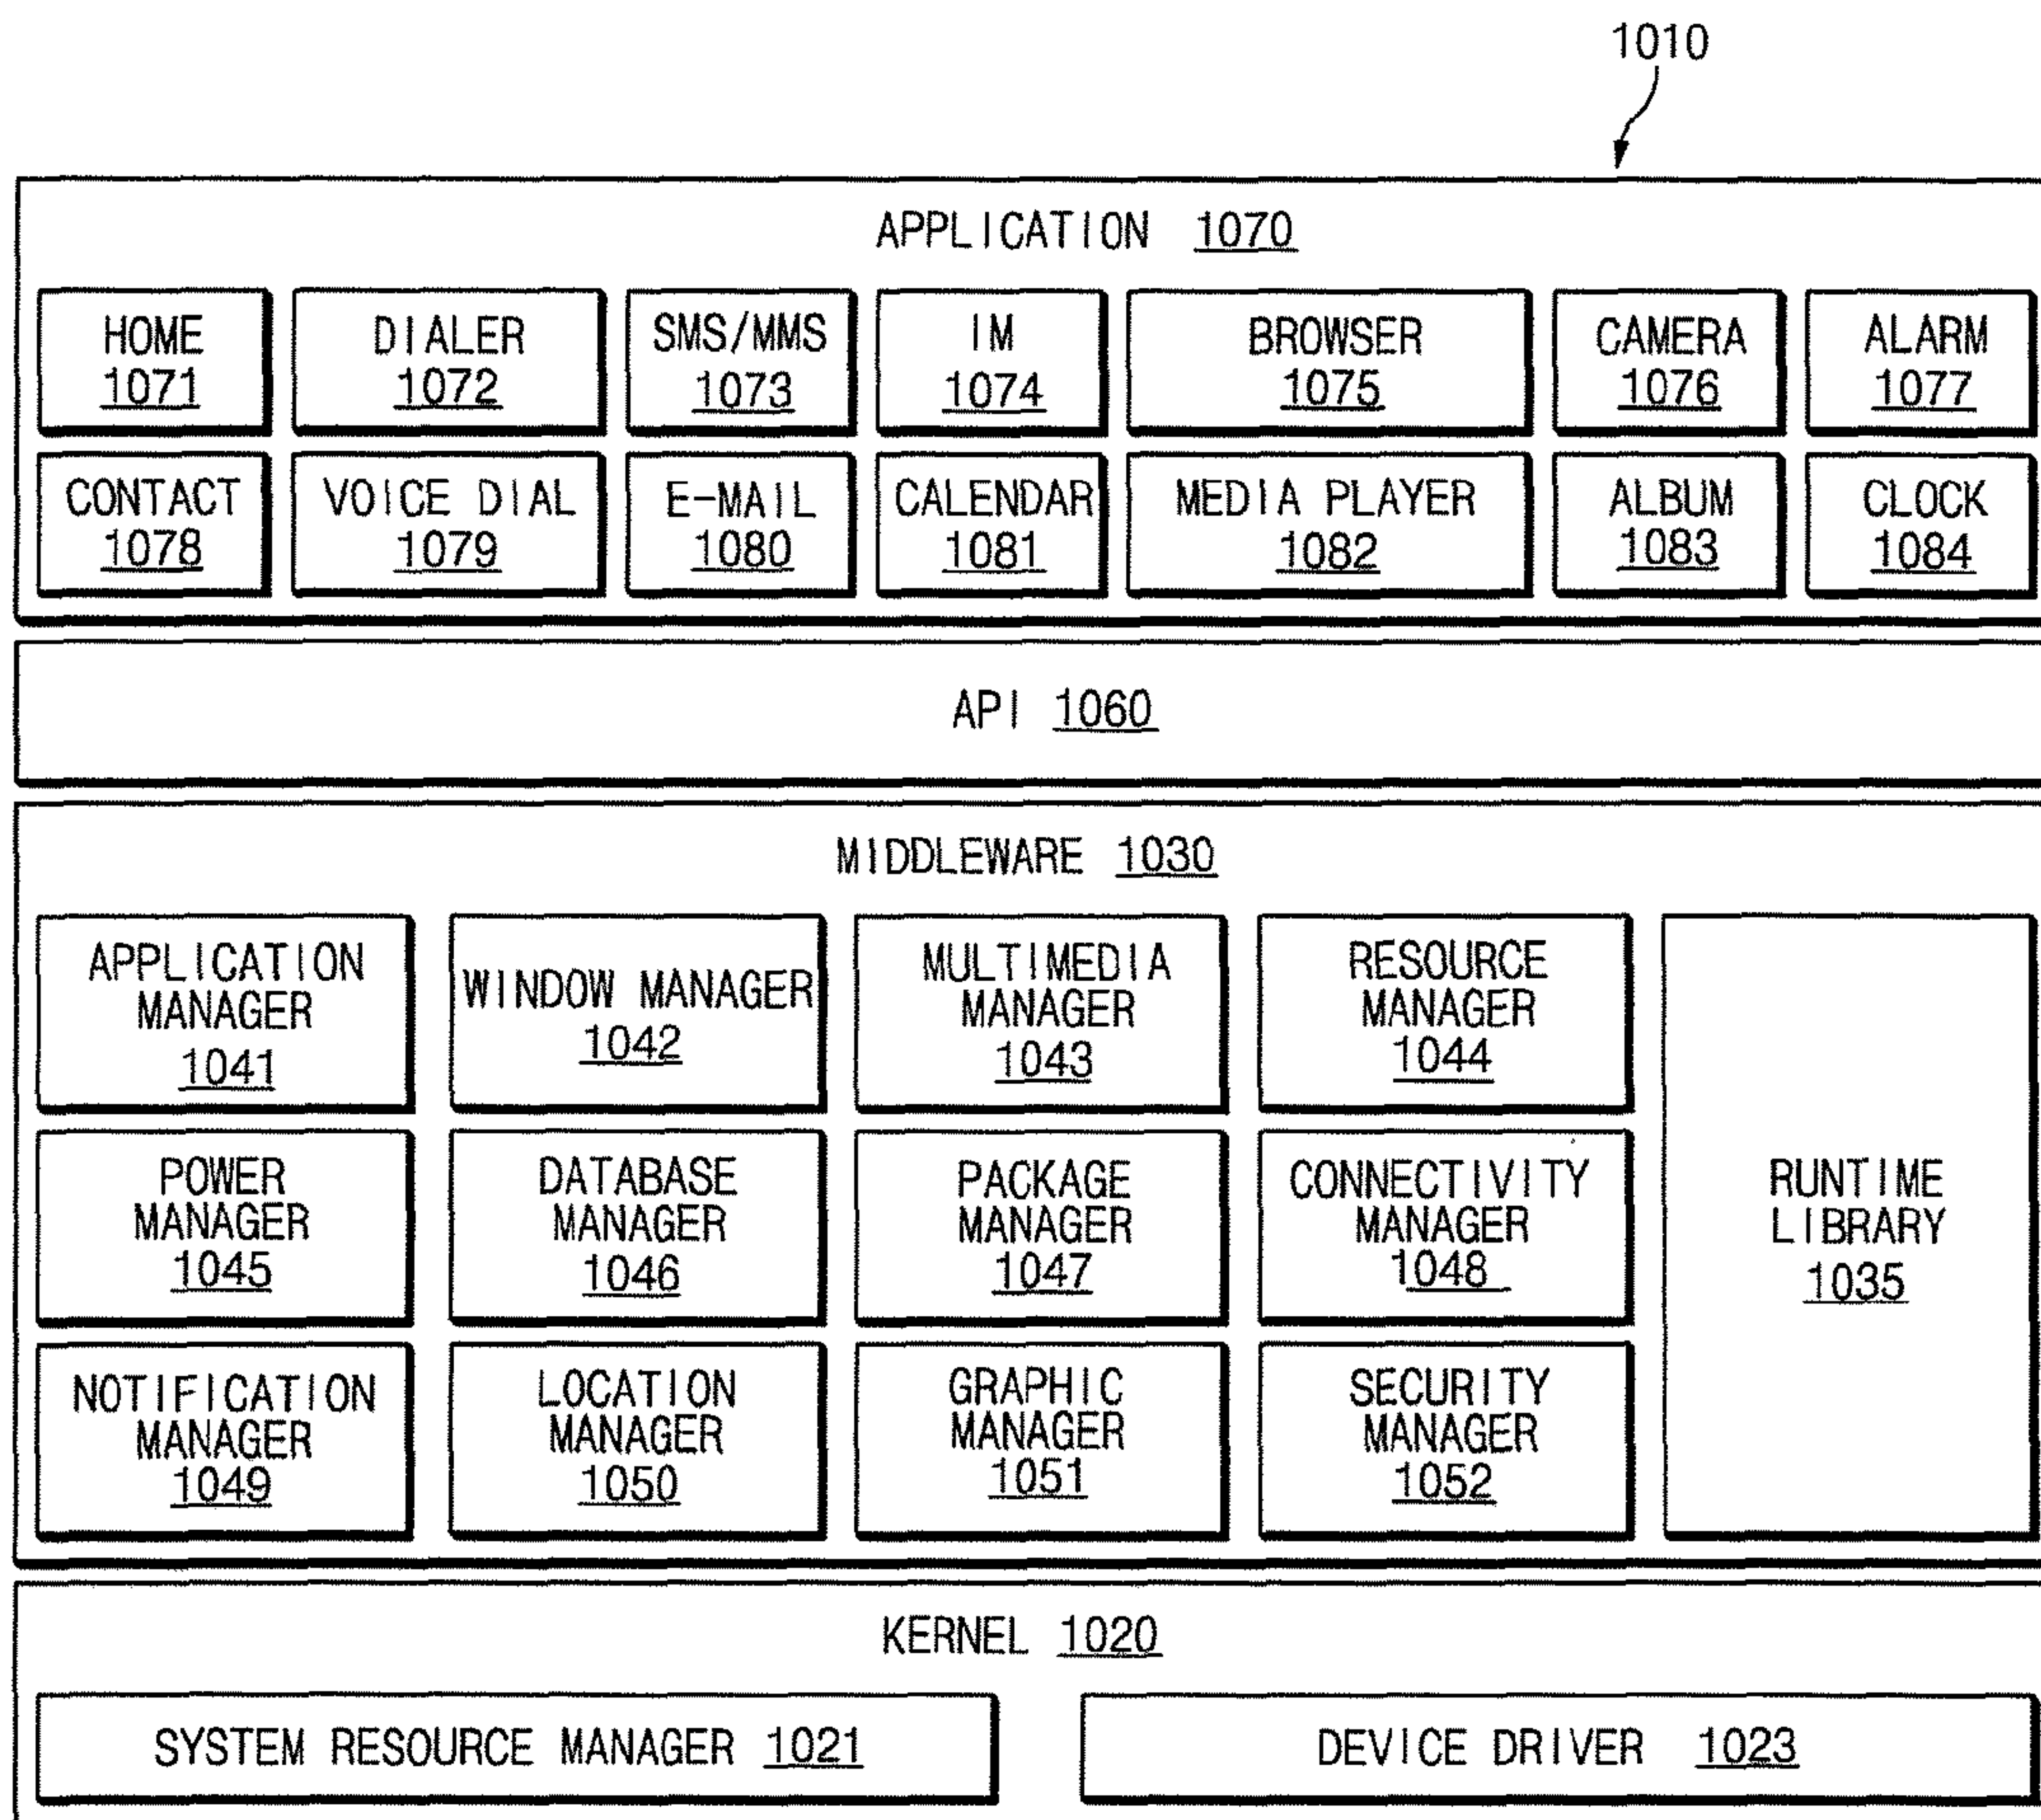 1010
APPLICATION 1070
HOME
1071
DIALER
1072
SMS/MMS
1073
IM
1074
BROWSER
1075
CAMERA
1076
ALARM
1077
CONTACT
1078
VOICE DIAL
1079
E-MAIL
1080
CALENDAR
1081
MEDIA PLAYER
1082
ALBUM
1083
CLOCK
1084
API 1060
MIDDLEWARE 1030
APPLICATION
MANAGER
1041
WINDOW MANAGER
1042
MULTIMEDIA
MANAGER
1043
RESOURCE
MANAGER
1044
POWER
MANAGER
1045
DATABASE
MANAGER
1046
PACKAGE
MANAGER
1047
CONNECTIVITY
MANAGER
1048
RUNTIME
LIBRARY
1035
NOTIFICATION
MANAGER
1049
LOCATION
MANAGER
1050
GRAPHIC
MANAGER
1051
SECURITY
MANAGER
1052
KERNEL 1020
SYSTEM RESOURCE MANAGER 1021
DEVICE DRIVER 1023